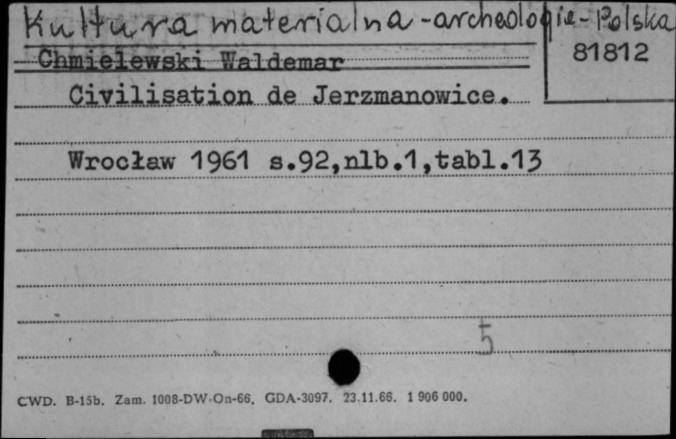 Kultura materialna - archeologia - Polska
Chmielewski Waldemar
81812
Civilisation de Jerzmanowice.
Wrocław 1961 s.92,nlb.1,tabl.13
5
CWD. B-15b. Zam. 1008-DW-On-66. GDA-3097. 23.11.66. 1 906 000.